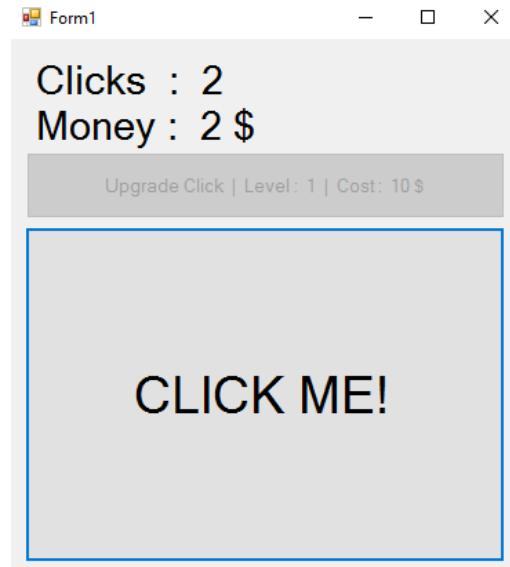 Form1
Clicks : 2
Money : 2 $
Upgrade Click | Level : 1 | Cost : 10 $
CLICK ME!